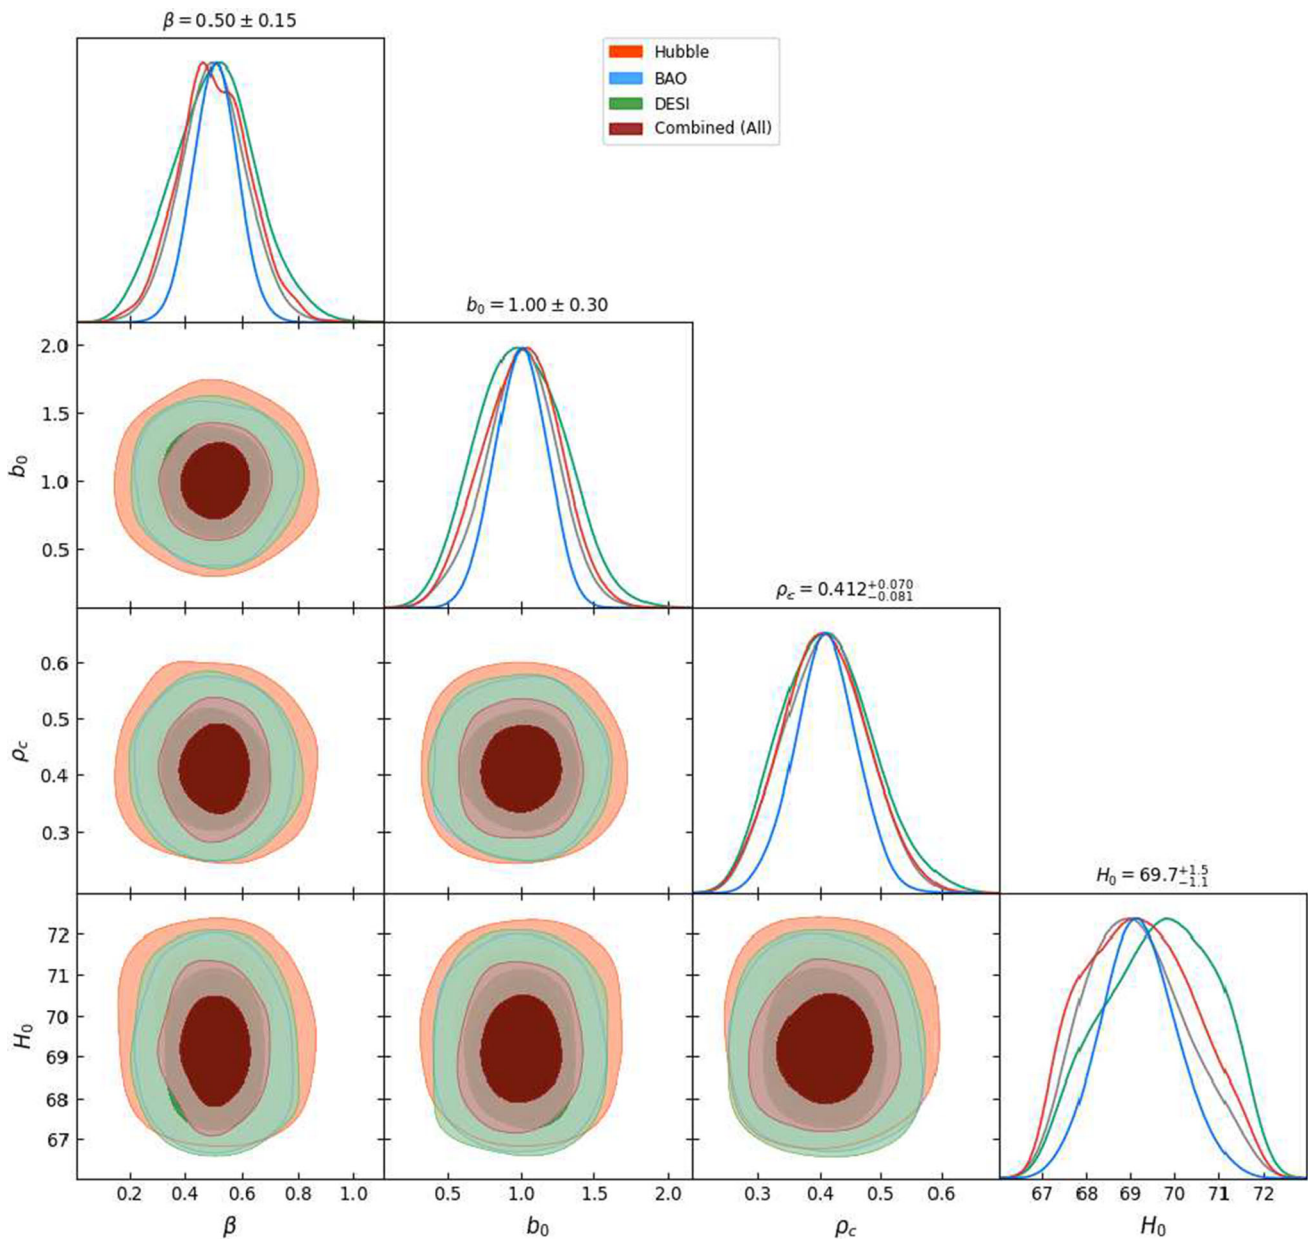 β = 0.50 ± 0.15
Hubble
BAO
DESI
Combined (All)
b₀ = 1.00 ± 0.30
2.0
1.5
1.0
0.5
b₀
ρ_c = 0.412^{+0.070}_{-0.081}
0.6
0.5
0.4
0.3
ρ_c
H₀ = 69.7^{+1.5}_{-1.1}
72
71
70
69
68
67
H₀
0.2 0.4 0.6 0.8 1.0 0.5 1.0 1.5 2.0 0.3 0.4 0.5 0.6 67 68 69 70 71 72
β b₀ ρ_c H₀